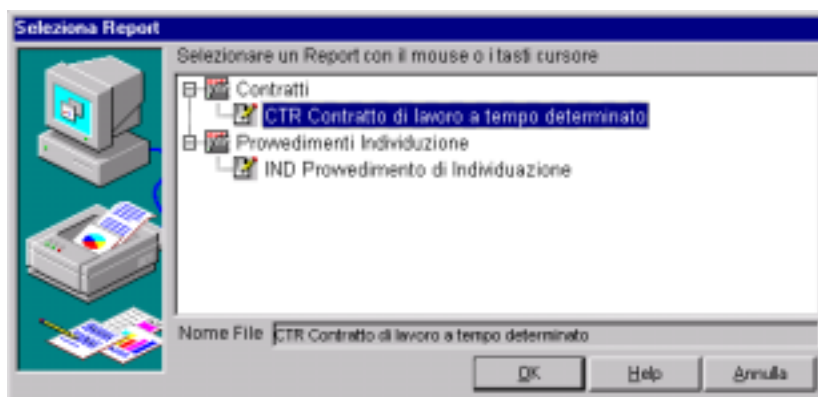 Seleziona Report
Selezionare un Report con il mouse o i tasti cursore
Contratti
CTR Contratto di lavoro a tempo determinato
Provvedimenti Individuzione
IND Provvedimento di Individuazione
Nome File CTR Contratto di lavoro a tempo determinato
OK Help Annulla